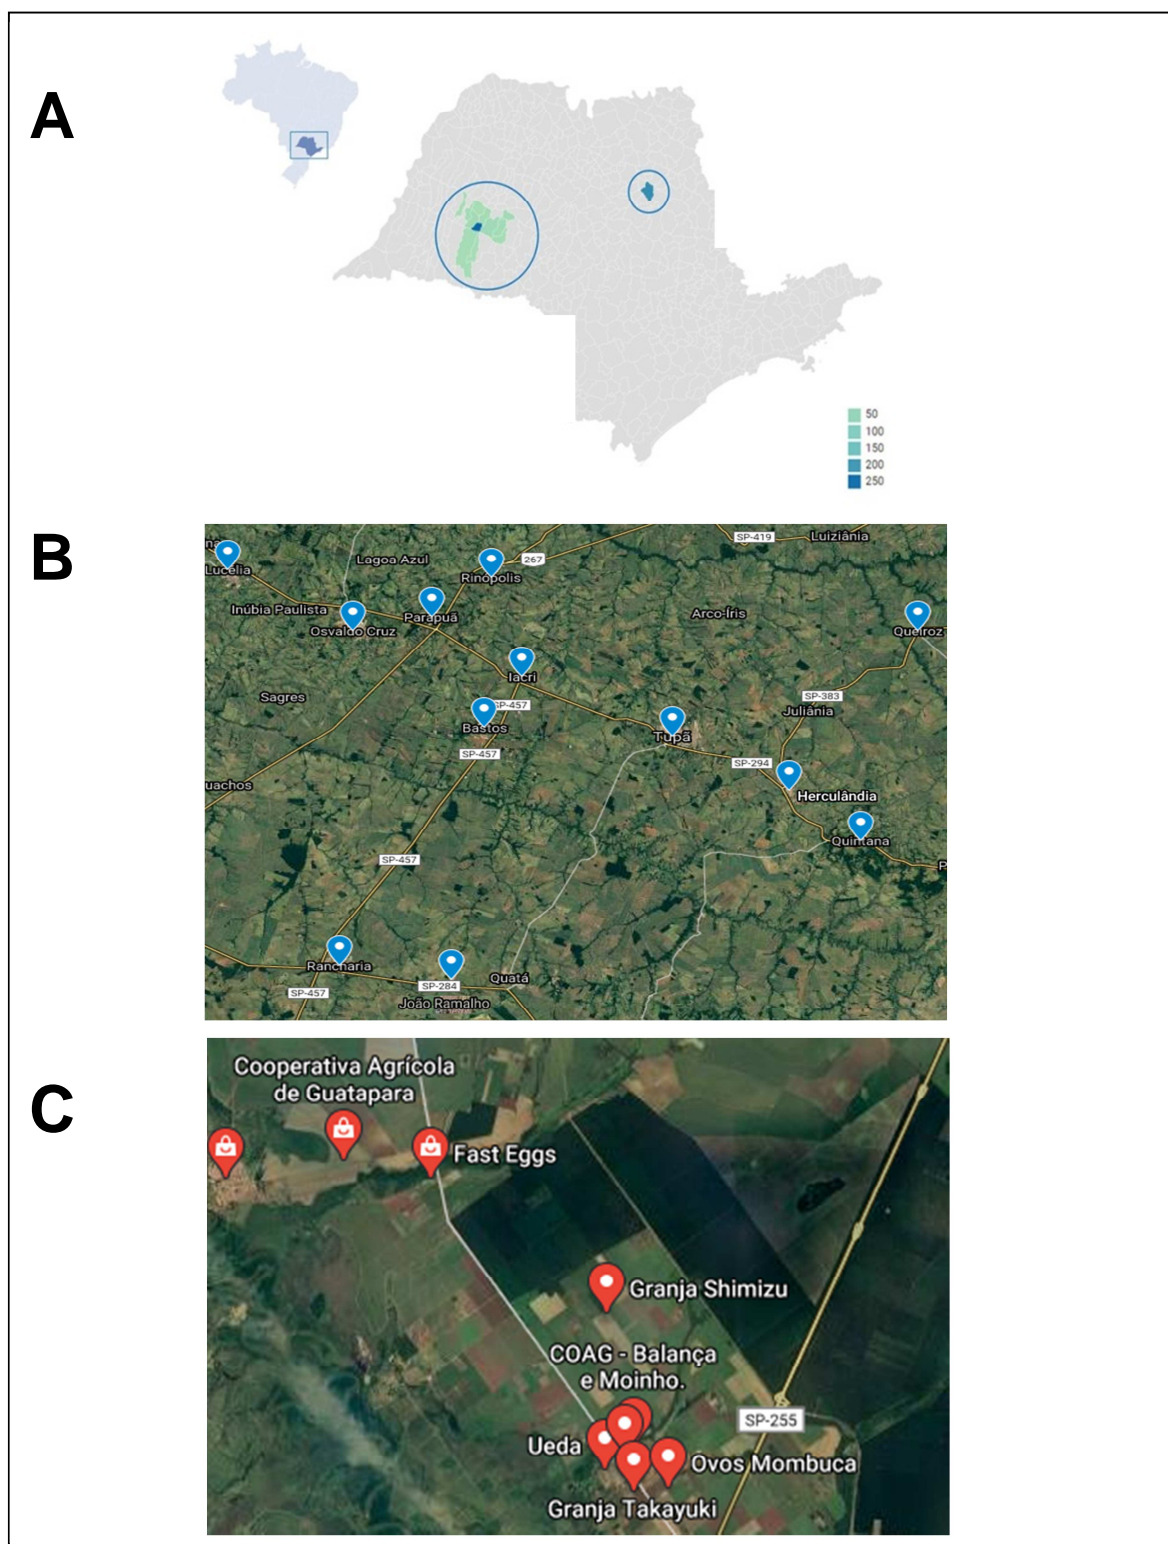 A
50
100
150
200
250
B
SP-419
Luiziânia
Lucélia
Lagoa Azul
267
Rinópolis
Inúbia Paulista
Parapuã
Arco-Íris
Osvaldo Cruz
Queiroz
Iacri
Sagres
SP-457
SP-383
Juliânia
Bastos
Tupã
SP-457
SP-294
uachos
Herculândia
Quintana
SP-457
P
Rancharia
Quatá
SP-284
SP-457
João Ramalho
C
Cooperativa Agrícola
de Guatapara
Fast Eggs
Granja Shimizu
COAG - Balança
e Moinho.
SP-255
Ueda
Ovos Mombuca
Granja Takayuki